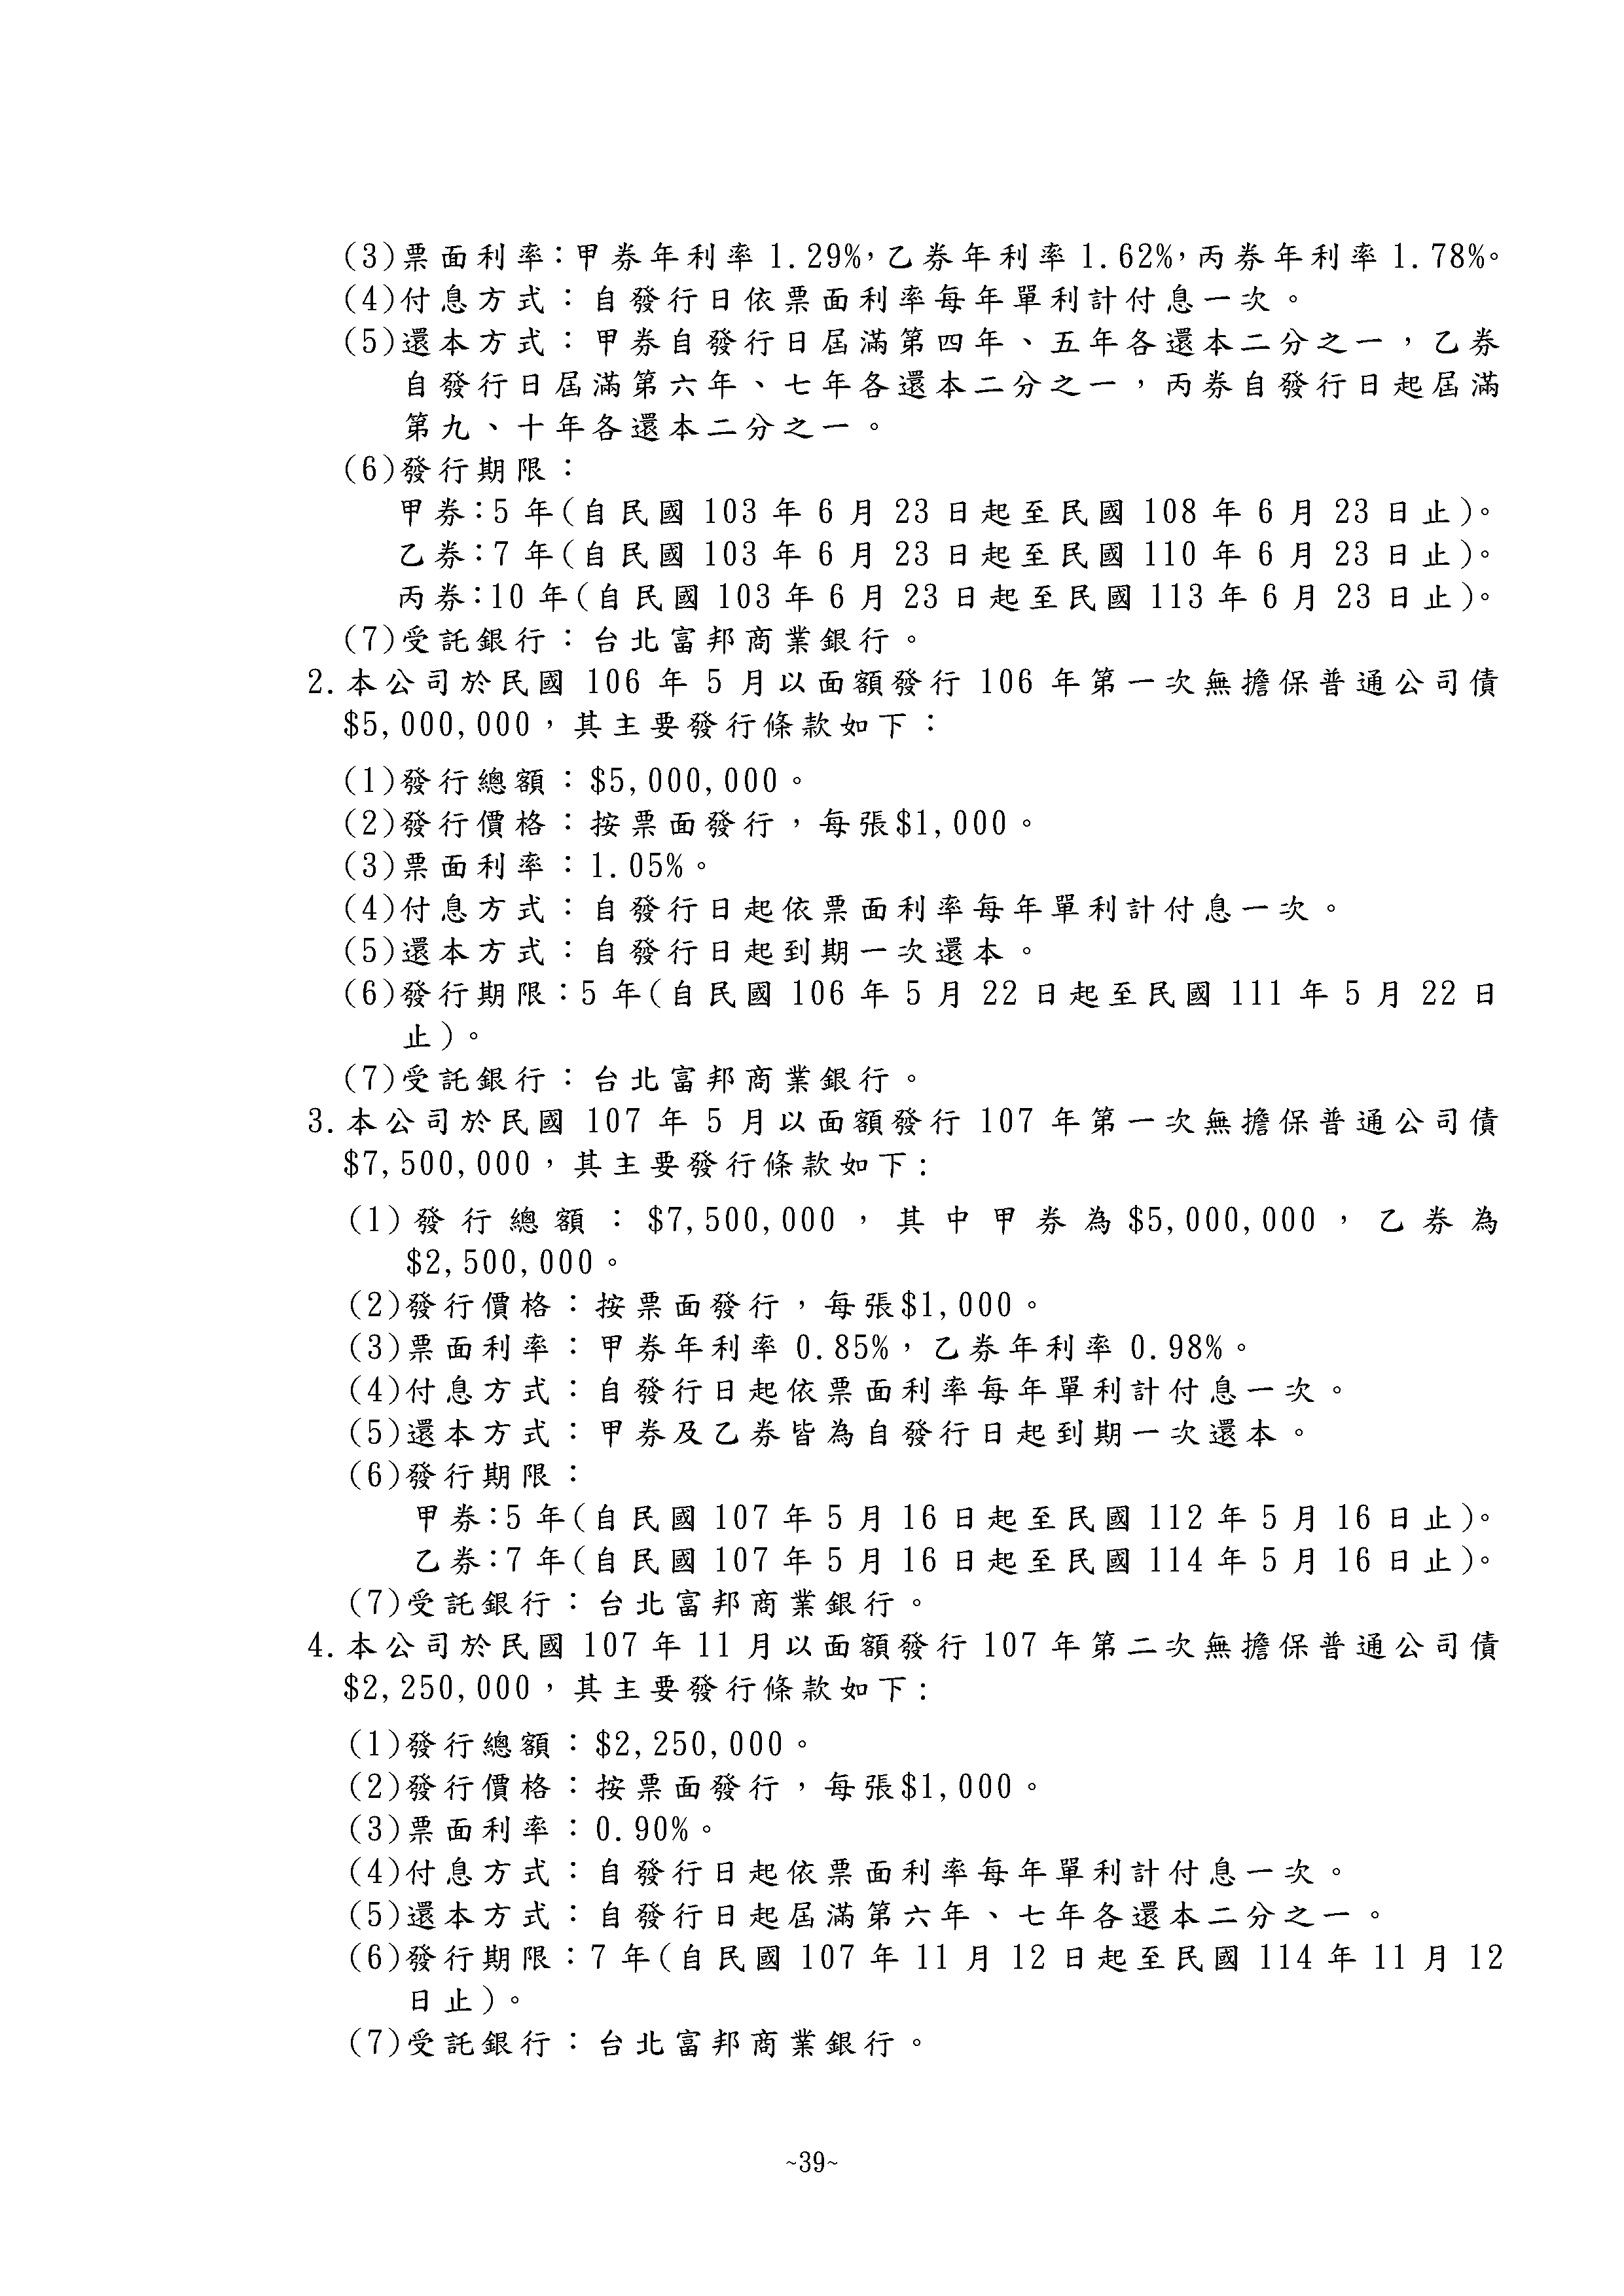 (3)票面利率：甲券年利率 1.29%，乙券年利率 1.62%，丙券年利率 1.78%。
(4)付息方式：自發行日依票面利率每年單利計付息一次。
(5)還本方式：甲券自發行日屆滿第四年、五年各還本二分之一，乙券
自發行日屆滿第六年、七年各還本二分之一，丙券自發行日起屆滿
第九、十年各還本二分之一。
(6)發行期限：
甲券：5 年(自民國 103 年 6 月 23 日起至民國 108 年 6 月 23 日止)。
乙券：7 年(自民國 103 年 6 月 23 日起至民國 110 年 6 月 23 日止)。
丙券：10 年(自民國 103 年 6 月 23 日起至民國 113 年 6 月 23 日止)。
(7)受託銀行：台北富邦商業銀行。
2.本公司於民國 106 年 5 月以面額發行 106 年第一次無擔保普通公司債
$5,000,000，其主要發行條款如下：
(1)發行總額：$5,000,000。
(2)發行價格：按票面發行，每張$1,000。
(3)票面利率：1.05%。
(4)付息方式：自發行日起依票面利率每年單利計付息一次。
(5)還本方式：自發行日起到期一次還本。
(6)發行期限：5 年(自民國 106 年 5 月 22 日起至民國 111 年 5 月 22 日
止)。
(7)受託銀行：台北富邦商業銀行。
3.本公司於民國 107 年 5 月以面額發行 107 年第一次無擔保普通公司債
$7,500,000，其主要發行條款如下:
(1)發行總額：$7,500,000，其中甲券為$5,000,000，乙券為
$2,500,000。
(2)發行價格：按票面發行，每張$1,000。
(3)票面利率：甲券年利率 0.85%，乙券年利率 0.98%。
(4)付息方式：自發行日起依票面利率每年單利計付息一次。
(5)還本方式：甲券及乙券皆為自發行日起到期一次還本。
(6)發行期限：
甲券：5 年(自民國 107 年 5 月 16 日起至民國 112 年 5 月 16 日止)。
乙券：7 年(自民國 107 年 5 月 16 日起至民國 114 年 5 月 16 日止)。
(7)受託銀行：台北富邦商業銀行。
4.本公司於民國 107 年 11 月以面額發行 107 年第二次無擔保普通公司債
$2,250,000，其主要發行條款如下:
(1)發行總額：$2,250,000。
(2)發行價格：按票面發行，每張$1,000。
(3)票面利率：0.90%。
(4)付息方式：自發行日起依票面利率每年單利計付息一次。
(5)還本方式：自發行日起屆滿第六年、七年各還本二分之一。
(6)發行期限：7 年(自民國 107 年 11 月 12 日起至民國 114 年 11 月 12
日止)。
(7)受託銀行：台北富邦商業銀行。
~39~